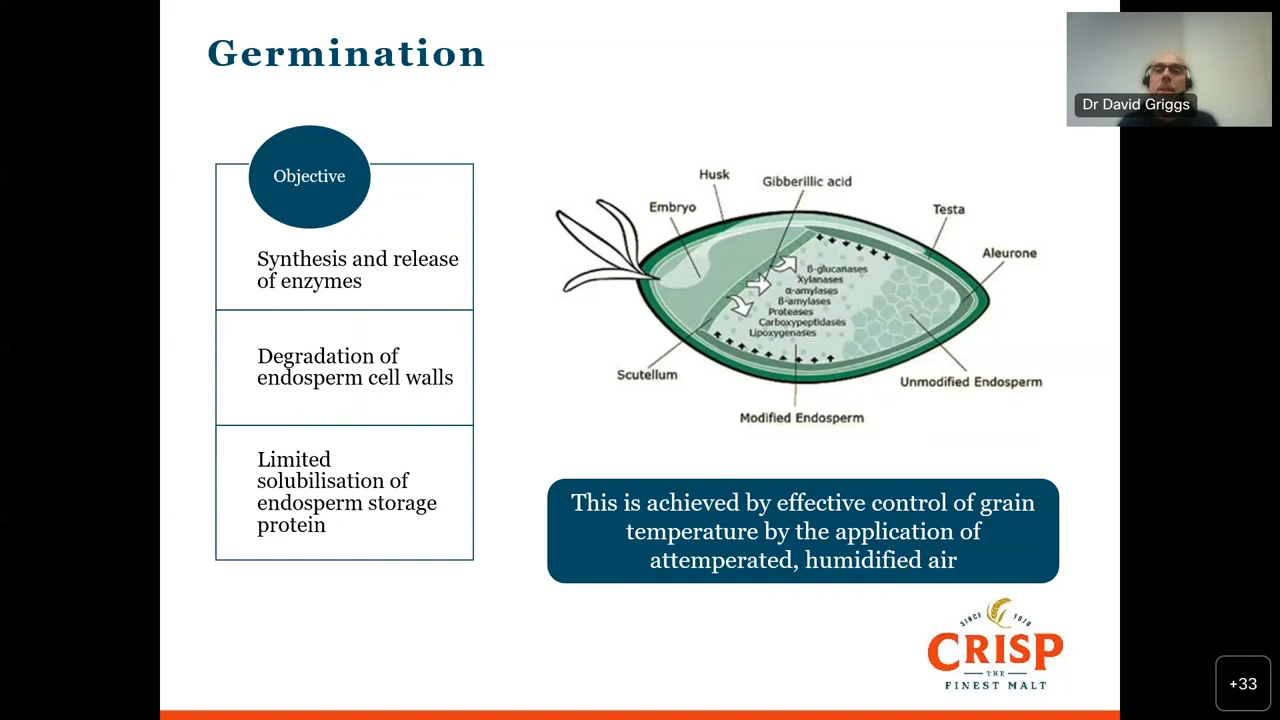 Germination
Dr David Griggs
Objective
Synthesis and release
of enzymes
Degradation of
endosperm cell walls
Limited
solubilisation of
endosperm storage
protein
Husk
Gibberillic acid
Embryo
Testa
Aleurone
β-glucanases
Xylanases
α-amylases
β-amylases
Proteases
Carboxypeptidases
Lipoxygenases
Scutellum
Unmodified Endosperm
Modified Endosperm
This is achieved by effective control of grain
temperature by the application of
attemperated, humidified air
SINCE 1870
CRISP
THE
FINEST MALT
+33